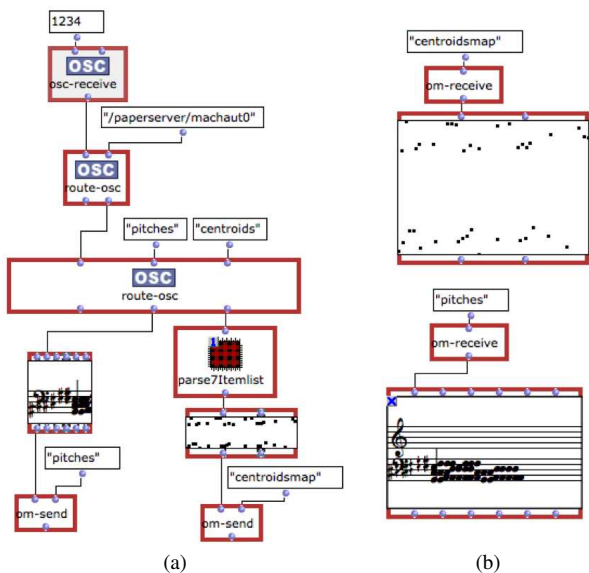 1234
OSC
osc-receive
"/paperserver/machaut0"
OSC
route-osc
"pitches"
"centroids"
OSC
route-osc
1
parse7Itemlist
"pitches"
om-send
"centroidsmap"
om-send
(a)
"centroidsmap"
om-receive
"pitches"
om-receive
x
(b)